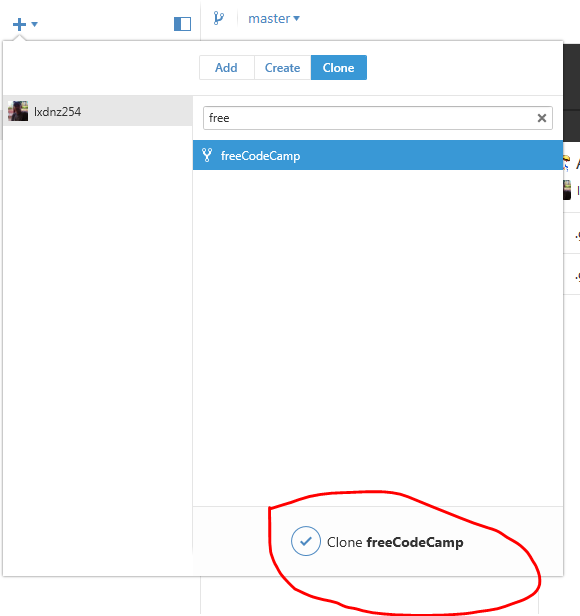 master
Add Create Clone
lxdnz254
free
freeCodeCamp
Clone freeCodeCamp